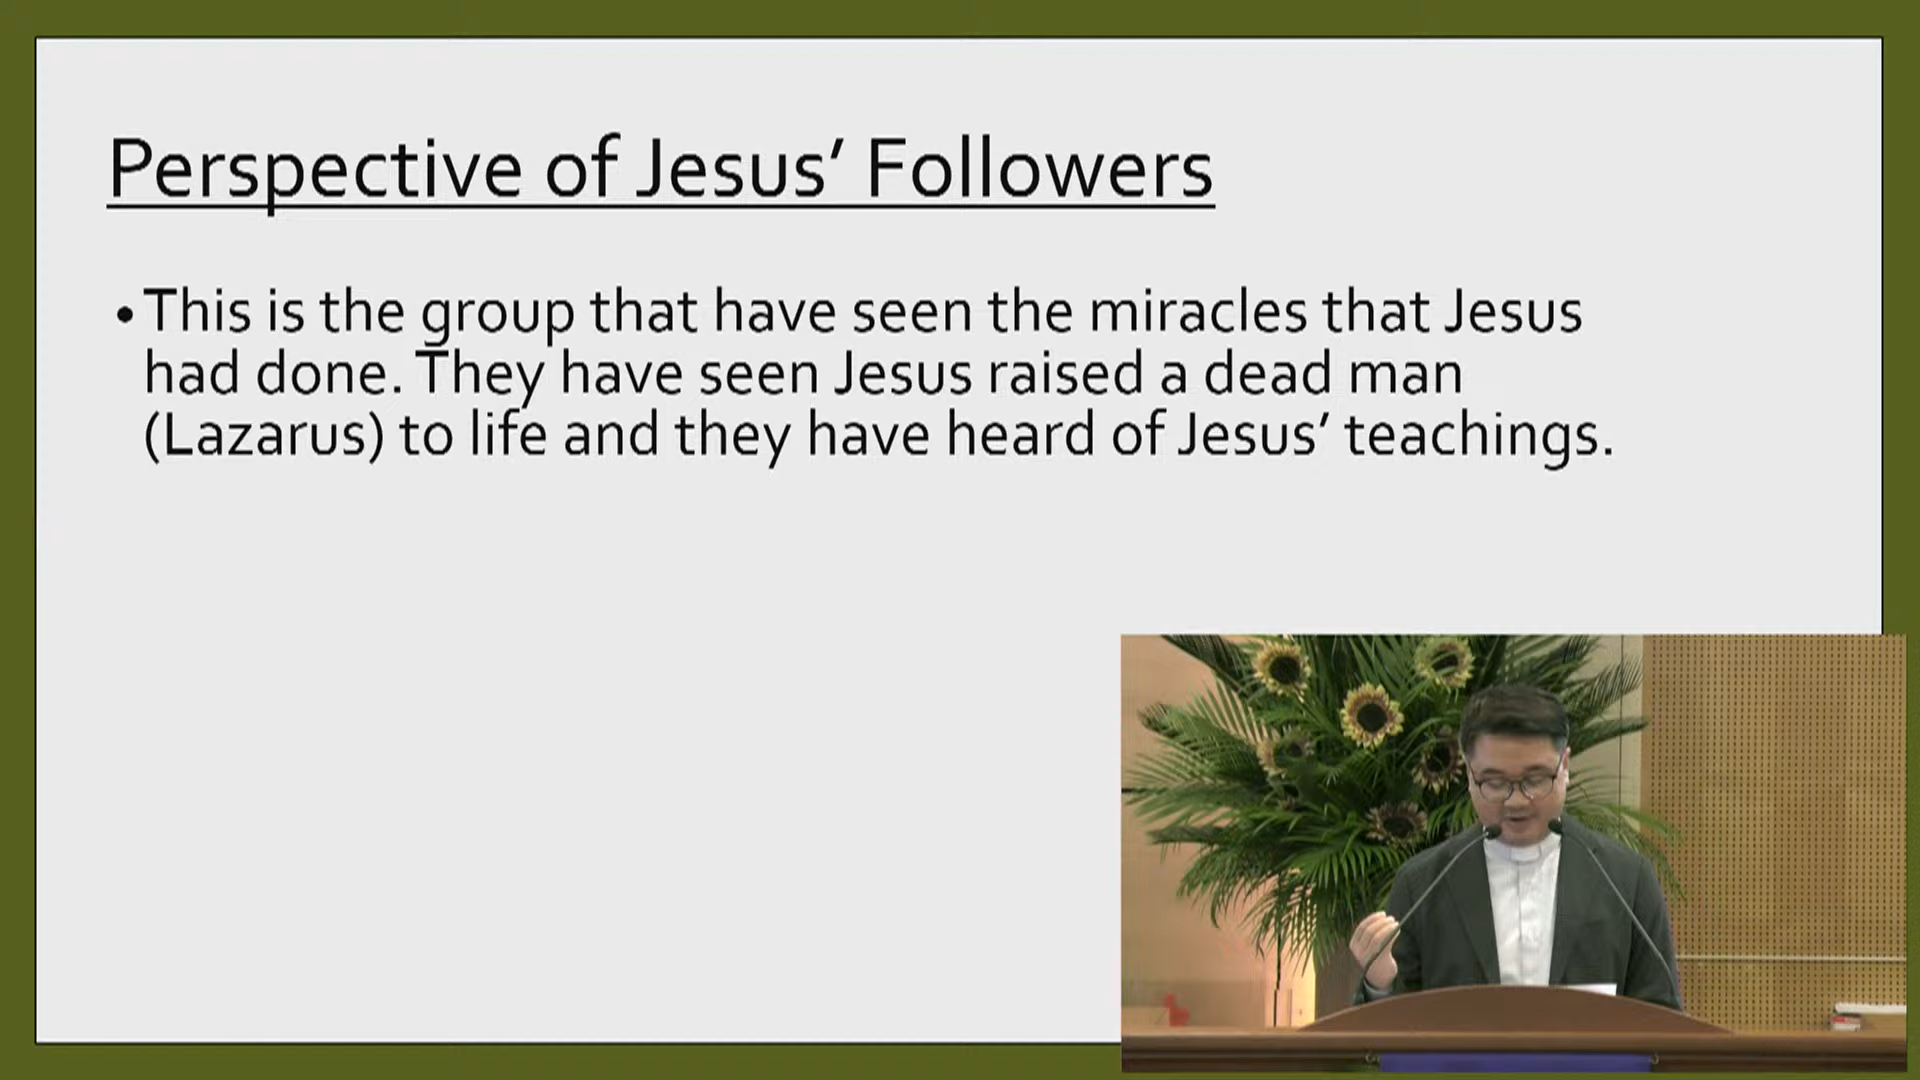 Perspective of Jesus’ Followers
• This is the group that have seen the miracles that Jesus
had done. They have seen Jesus raised a dead man
(Lazarus) to life and they have heard of Jesus’ teachings.